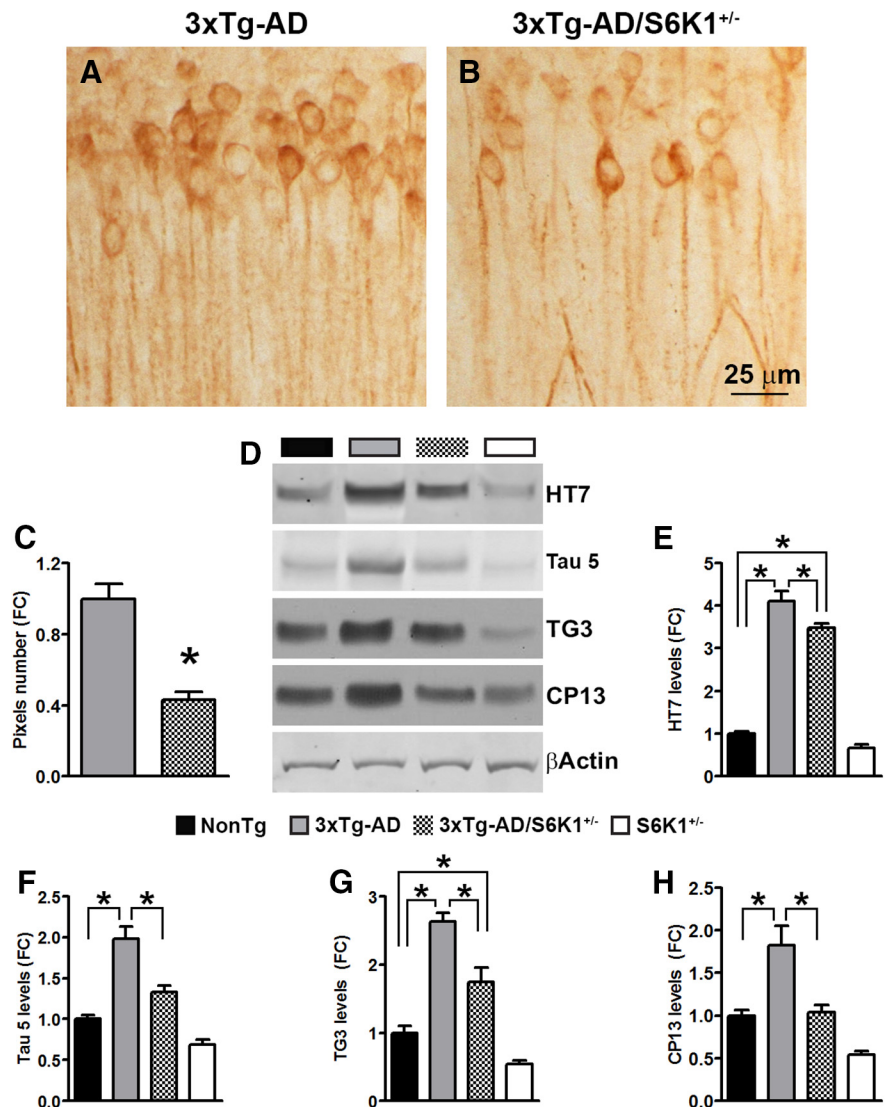 3xTg-AD
3xTg-AD/S6K1+/-
A
B
25 μm
D
HT7
Tau 5
TG3
CP13
βActin
C
Pixels number (FC)
1.2
0.8
0.4
0.0
*
E
HT7 levels (FC)
5
4
3
2
1
0
*
* *
NonTg 3xTg-AD 3xTg-AD/S6K1+/- S6K1+/-
F
Tau 5 levels (FC)
2.5
2.0
1.5
1.0
0.5
0.0
* *
G
TG3 levels (FC)
3
2
1
0
*
* *
H
CP13 levels (FC)
2.5
2.0
1.5
1.0
0.5
0.0
* *